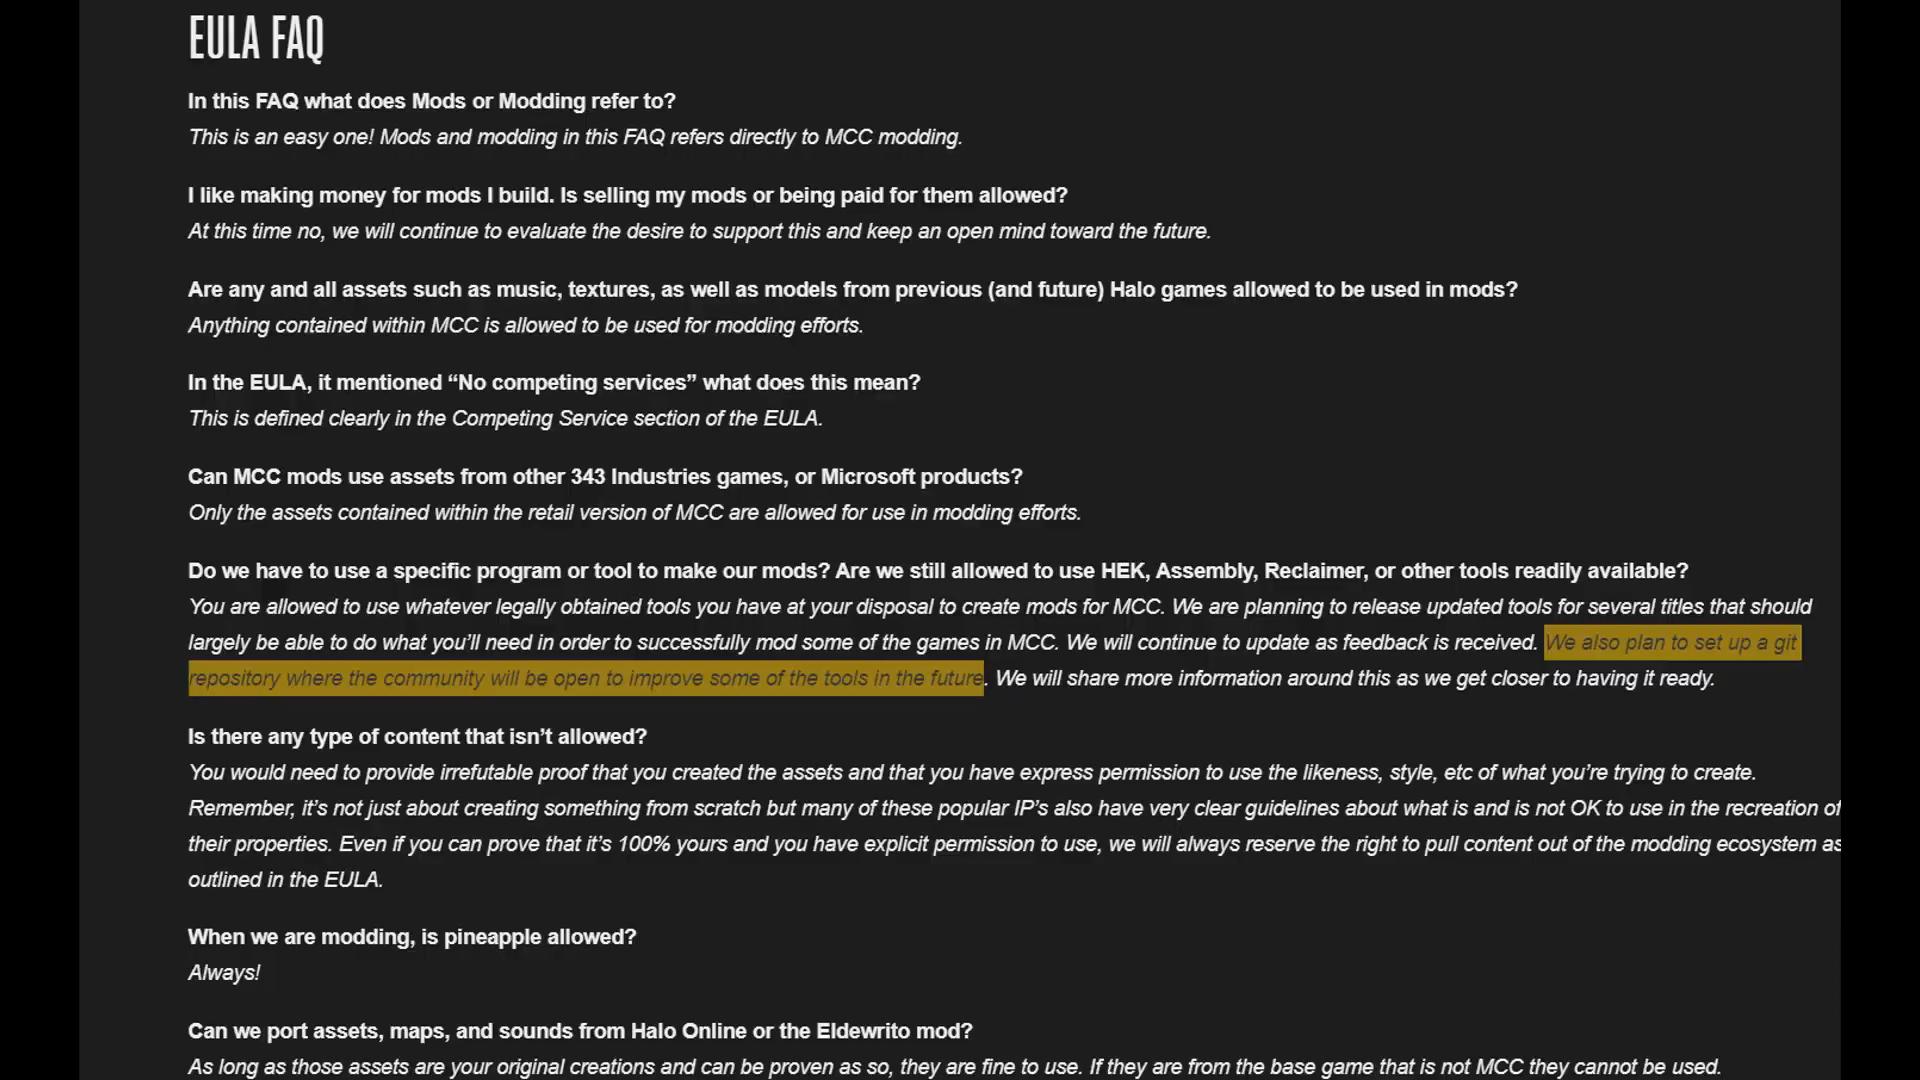 EULA FAQ
In this FAQ what does Mods or Modding refer to?
This is an easy one! Mods and modding in this FAQ refers directly to MCC modding.
I like making money for mods I build. Is selling my mods or being paid for them allowed?
At this time no, we will continue to evaluate the desire to support this and keep an open mind toward the future.
Are any and all assets such as music, textures, as well as models from previous (and future) Halo games allowed to be used in mods?
Anything contained within MCC is allowed to be used for modding efforts.
In the EULA, it mentioned “No competing services” what does this mean?
This is defined clearly in the Competing Service section of the EULA.
Can MCC mods use assets from other 343 Industries games, or Microsoft products?
Only the assets contained within the retail version of MCC are allowed for use in modding efforts.
Do we have to use a specific program or tool to make our mods? Are we still allowed to use HEK, Assembly, Reclaimer, or other tools readily available?
You are allowed to use whatever legally obtained tools you have at your disposal to create mods for MCC. We are planning to release updated tools for several titles that should
largely be able to do what you’ll need in order to successfully mod some of the games in MCC. We will continue to update as feedback is received. We also plan to set up a git
repository where the community will be open to improve some of the tools in the future. We will share more information around this as we get closer to having it ready.
Is there any type of content that isn’t allowed?
You would need to provide irrefutable proof that you created the assets and that you have express permission to use the likeness, style, etc of what you’re trying to create.
Remember, it’s not just about creating something from scratch but many of these popular IP’s also have very clear guidelines about what is and is not OK to use in the recreation of
their properties. Even if you can prove that it’s 100% yours and you have explicit permission to use, we will always reserve the right to pull content out of the modding ecosystem as
outlined in the EULA.
When we are modding, is pineapple allowed?
Always!
Can we port assets, maps, and sounds from Halo Online or the Eldewrito mod?
As long as those assets are your original creations and can be proven as so, they are fine to use. If they are from the base game that is not MCC they cannot be used.